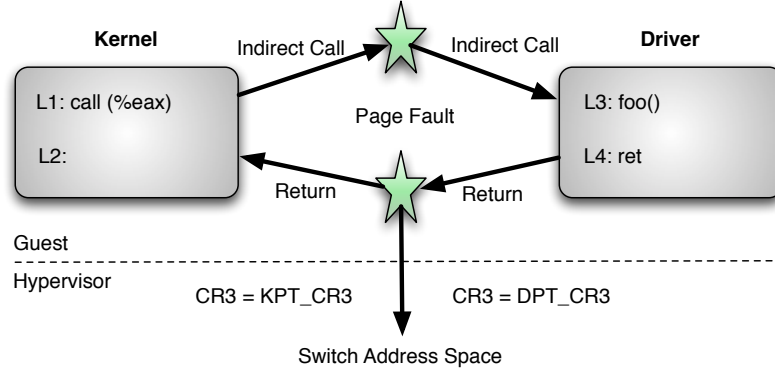 Kernel
Driver
Indirect Call
Indirect Call
L1: call (%eax)
L3: foo()
Page Fault
L2:
L4: ret
Return
Return
Guest
Hypervisor
CR3 = KPT_CR3
CR3 = DPT_CR3
Switch Address Space